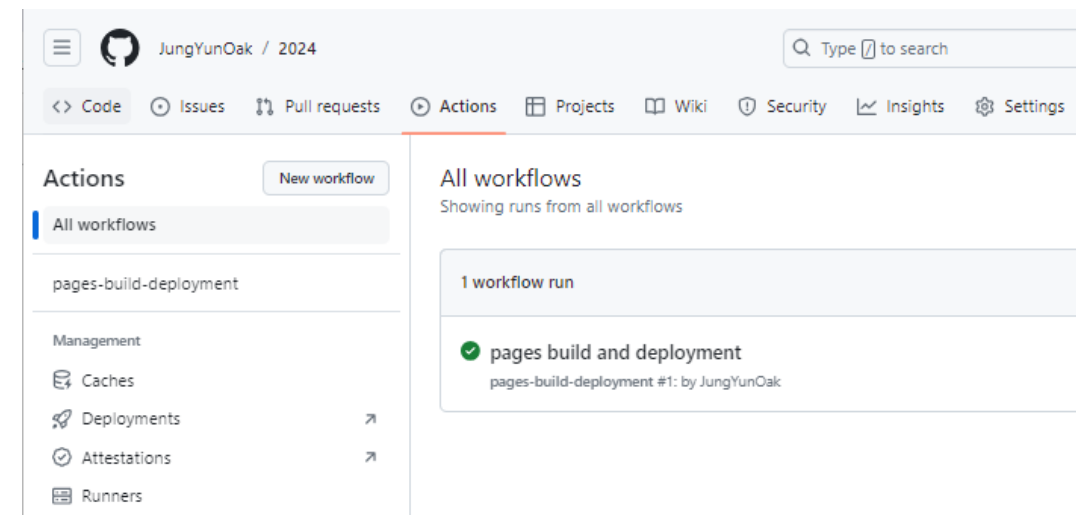 JungYunOak / 2024
Type / to search
Code Issues Pull requests Actions Projects Wiki Security Insights Settings
Actions
New workflow
All workflows
pages-build-deployment
Management
Caches
Deployments
Attestations
Runners
All workflows
Showing runs from all workflows
1 workflow run
pages build and deployment
pages-build-deployment #1: by JungYunOak